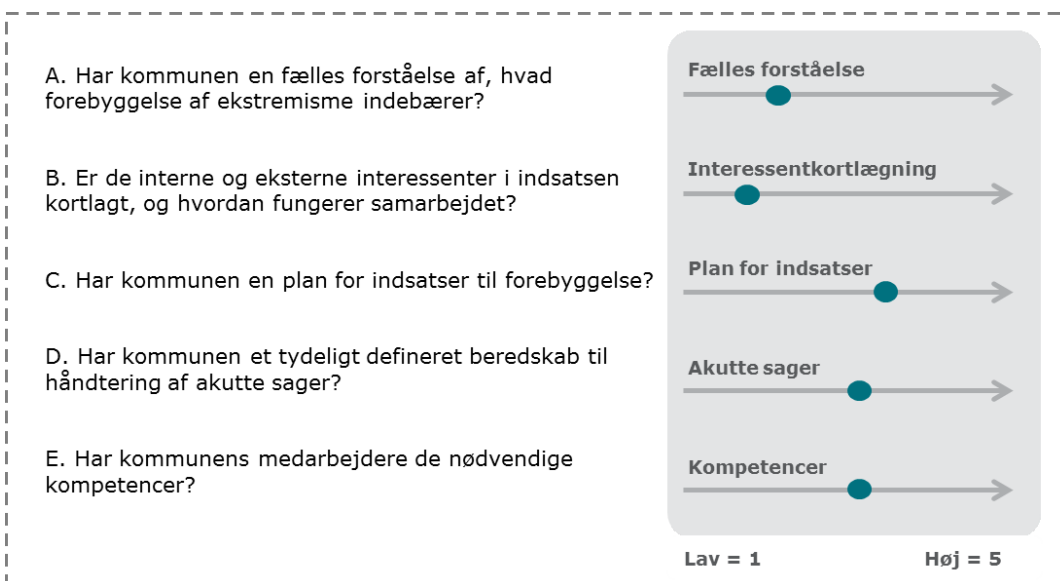 A. Har kommunen en fælles forståelse af, hvad
forebyggelse af ekstremisme indebærer?
Fælles forståelse
B. Er de interne og eksterne interessenter i indsatsen
kortlagt, og hvordan fungerer samarbejdet?
Interessentkortlægning
C. Har kommunen en plan for indsatser til forebyggelse?
Plan for indsatser
D. Har kommunen et tydeligt defineret beredskab til
håndtering af akutte sager?
Akutte sager
E. Har kommunens medarbejdere de nødvendige
kompetencer?
Kompetencer
Lav = 1
Høj = 5